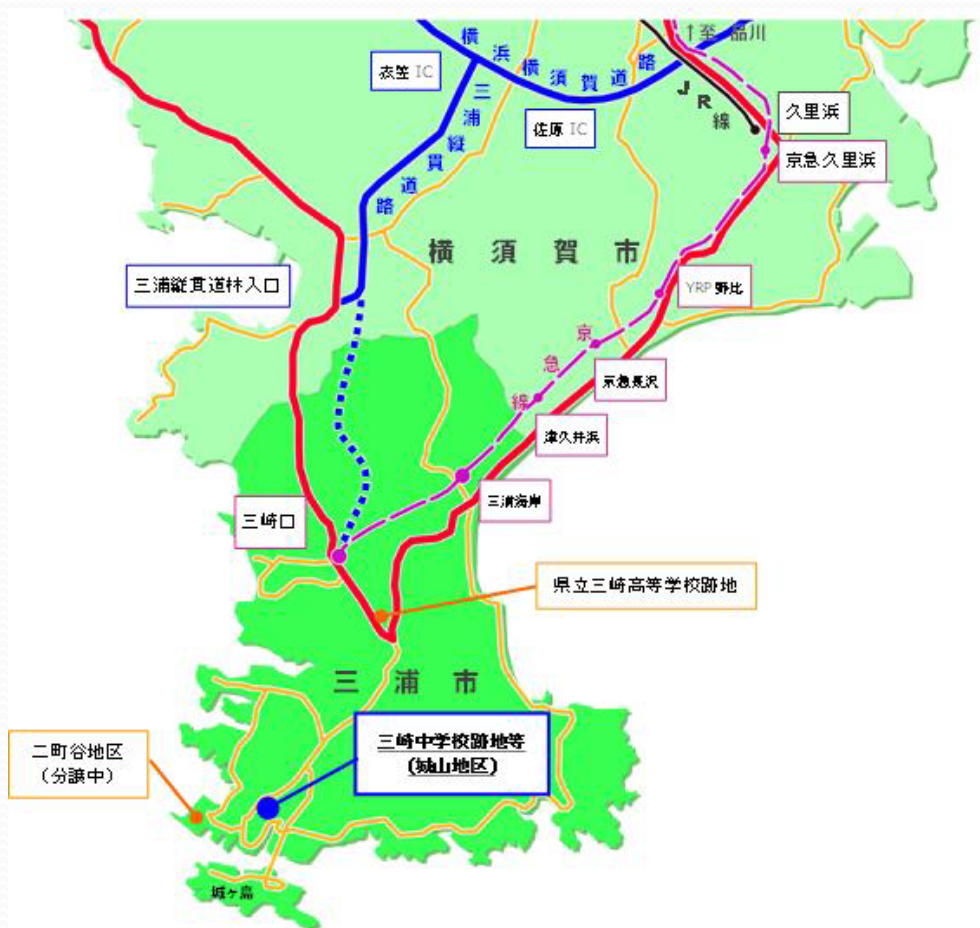 ↑至 品川
横浜横須賀道路
衣笠 IC
三浦縦貫道路
佐原 IC
JR線
久里浜
京急久里浜
横須賀市
三浦縦貫道林入口
YRP 野比
京急線
京急長沢
津久井浜
三浦海岸
三崎口
県立三崎高等学校跡地
三浦市
三崎中学校跡地等
(城山地区)
二町谷地区
（分譲中）
城ヶ島